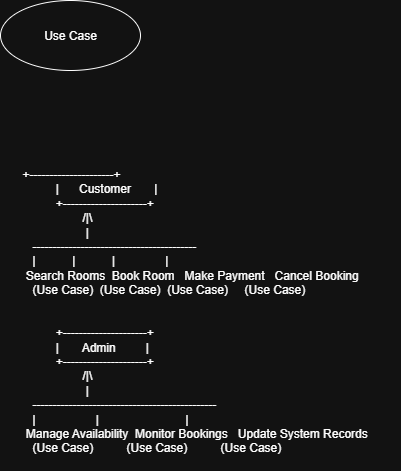 Use Case
+----------------------+
| Customer |
+----------------------+
/|\
|
-----------------------------------------
| | | |
Search Rooms Book Room Make Payment Cancel Booking
(Use Case) (Use Case) (Use Case) (Use Case)
+----------------------+
| Admin |
+----------------------+
/|\
|
----------------------------------------------
| | |
Manage Availability Monitor Bookings Update System Records
(Use Case) (Use Case) (Use Case)